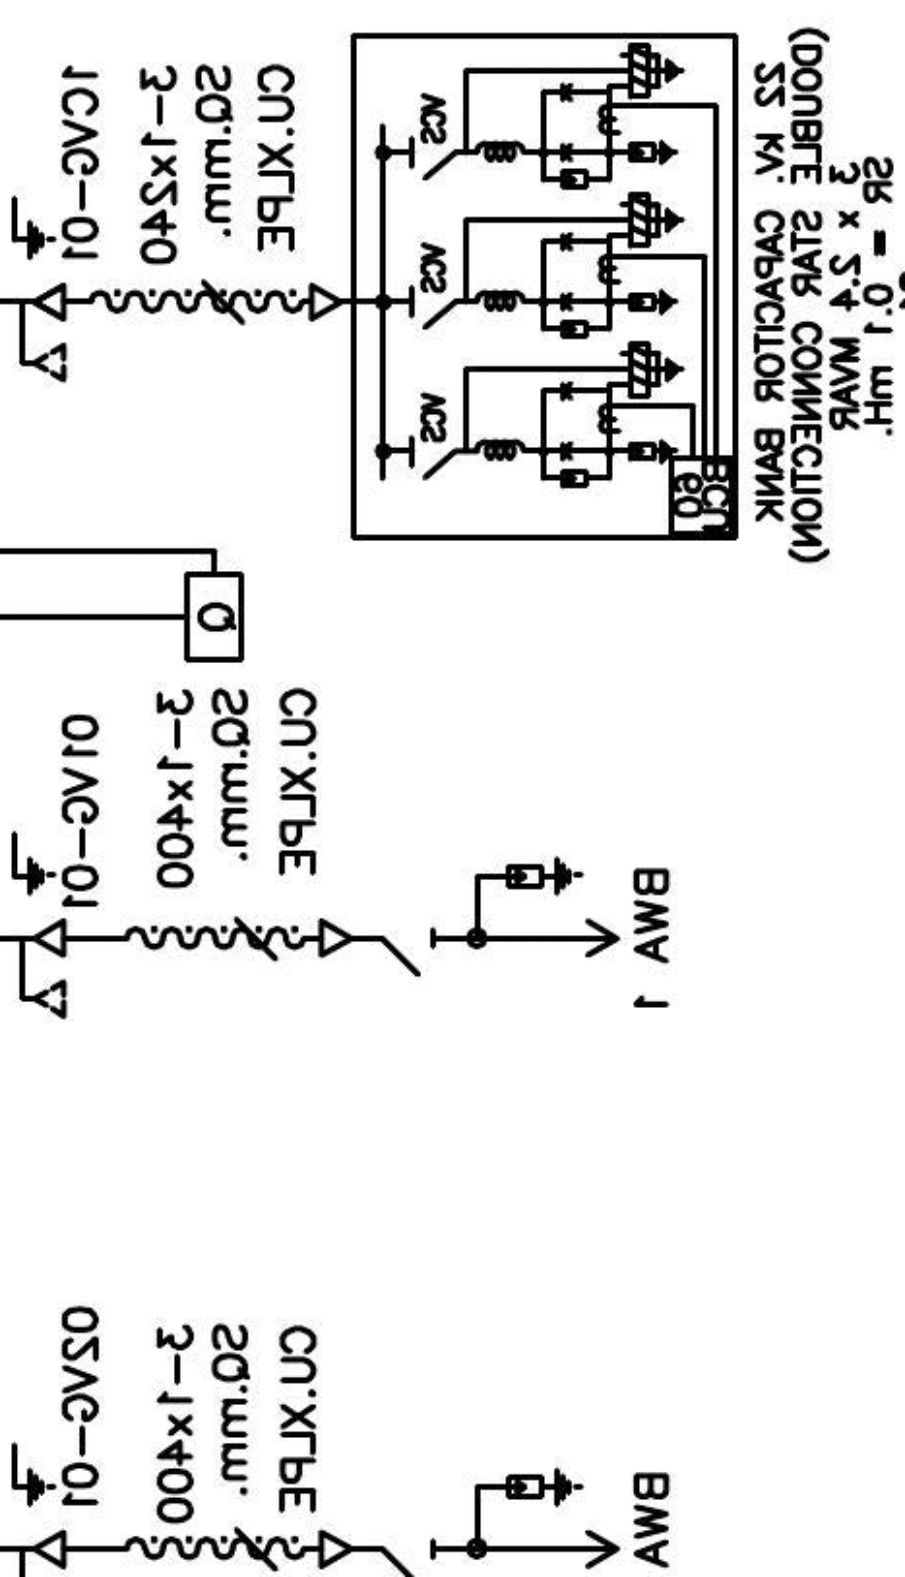 1CVG-01
3-1x240
SQ.mm.
CU.XLPE
VCS
VCS
VCS
60
BCU
22 kV. CAPACITOR BANK
(DOUBLE STAR CONNECTION)
3 x 2.4 MVAR
SR = 0.1 mH.
Q
01VG-01
3-1x400
SQ.mm.
CU.XLPE
BWA 1
02VG-01
3-1x400
SQ.mm.
CU.XLPE
BWA